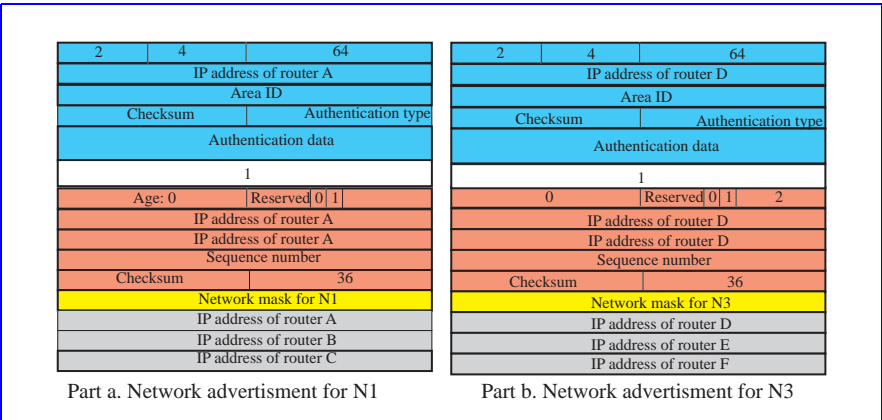 2 4 64
IP address of router A
Area ID
Checksum Authentication type
Authentication data
1
Age: 0 Reserved 0 1
IP address of router A
IP address of router A
Sequence number
Checksum 36
Network mask for N1
IP address of router A
IP address of router B
IP address of router C
Part a. Network advertisment for N1
2 4 64
IP address of router D
Area ID
Checksum Authentication type
Authentication data
1
0 Reserved 0 1 2
IP address of router D
IP address of router D
Sequence number
Checksum 36
Network mask for N3
IP address of router D
IP address of router E
IP address of router F
Part b. Network advertisment for N3